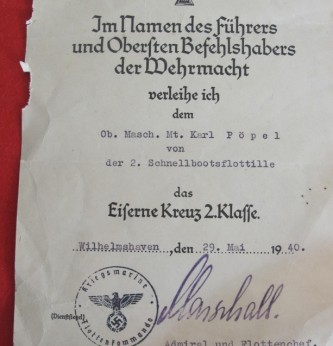 Im Namen des Führers
und Obersten Befehlshabers
der Wehrmacht
verleihe ich
dem
Ob. Masch. Mt. Karl Pöpel
von
der 2. Schnellbootsflottille
das
Eiserne Kreuz 2. Klasse.
Wilhelmshaven, den 29. Mai 1940.
Kriegsmarine
Flottenkommando
(Dienstsiegel)
Marschall.
Admiral und Flottenchef.